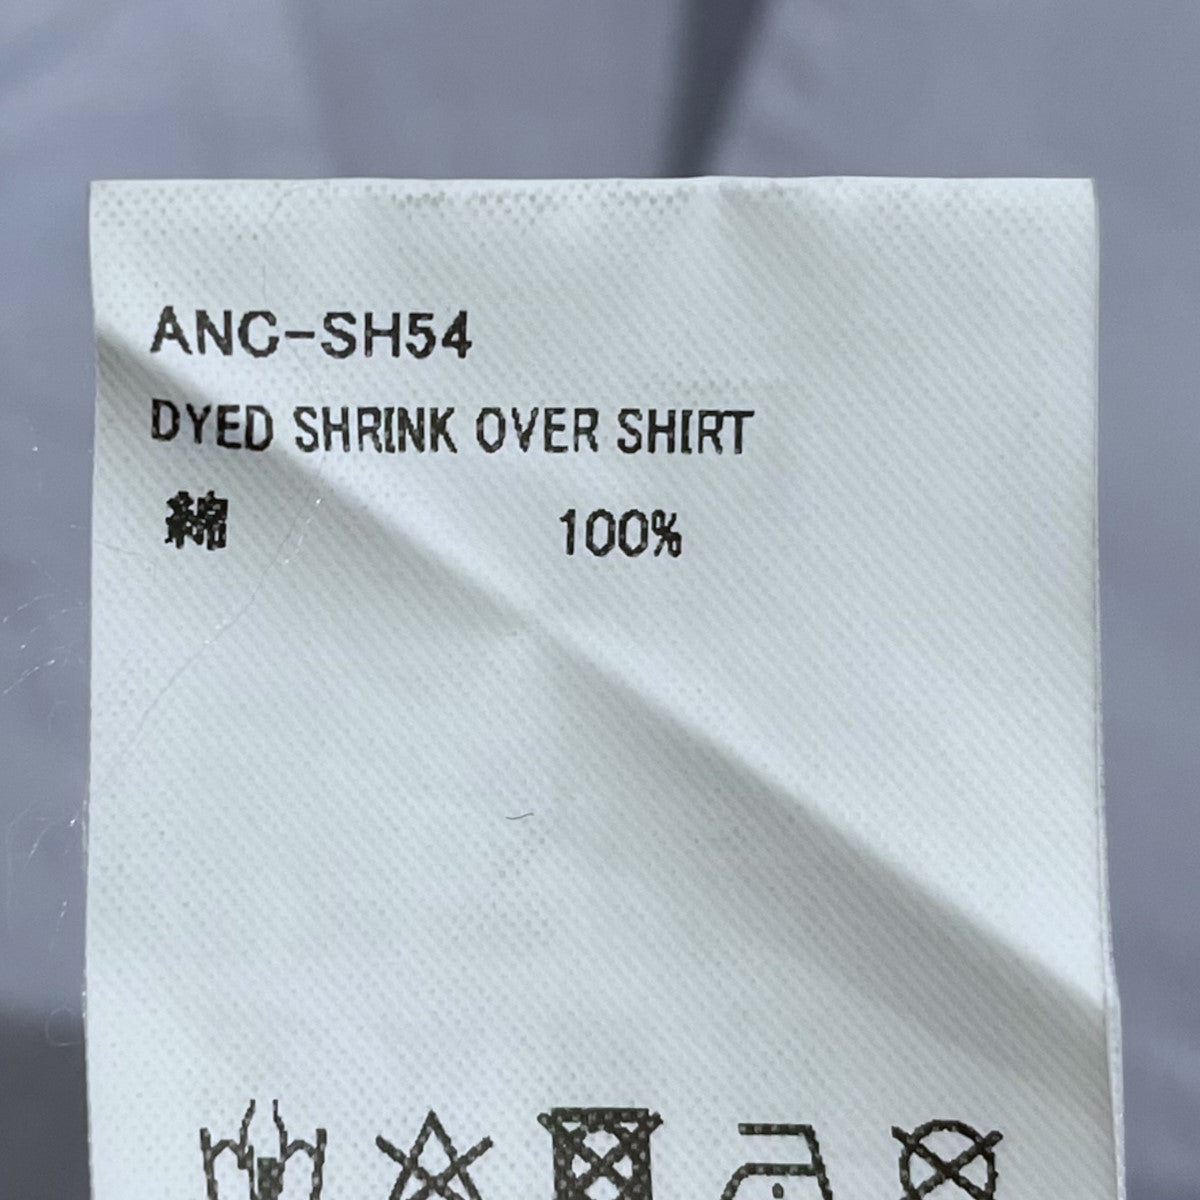 ANC-SH54
DYED SHRINK OVER SHIRT
綿 100%